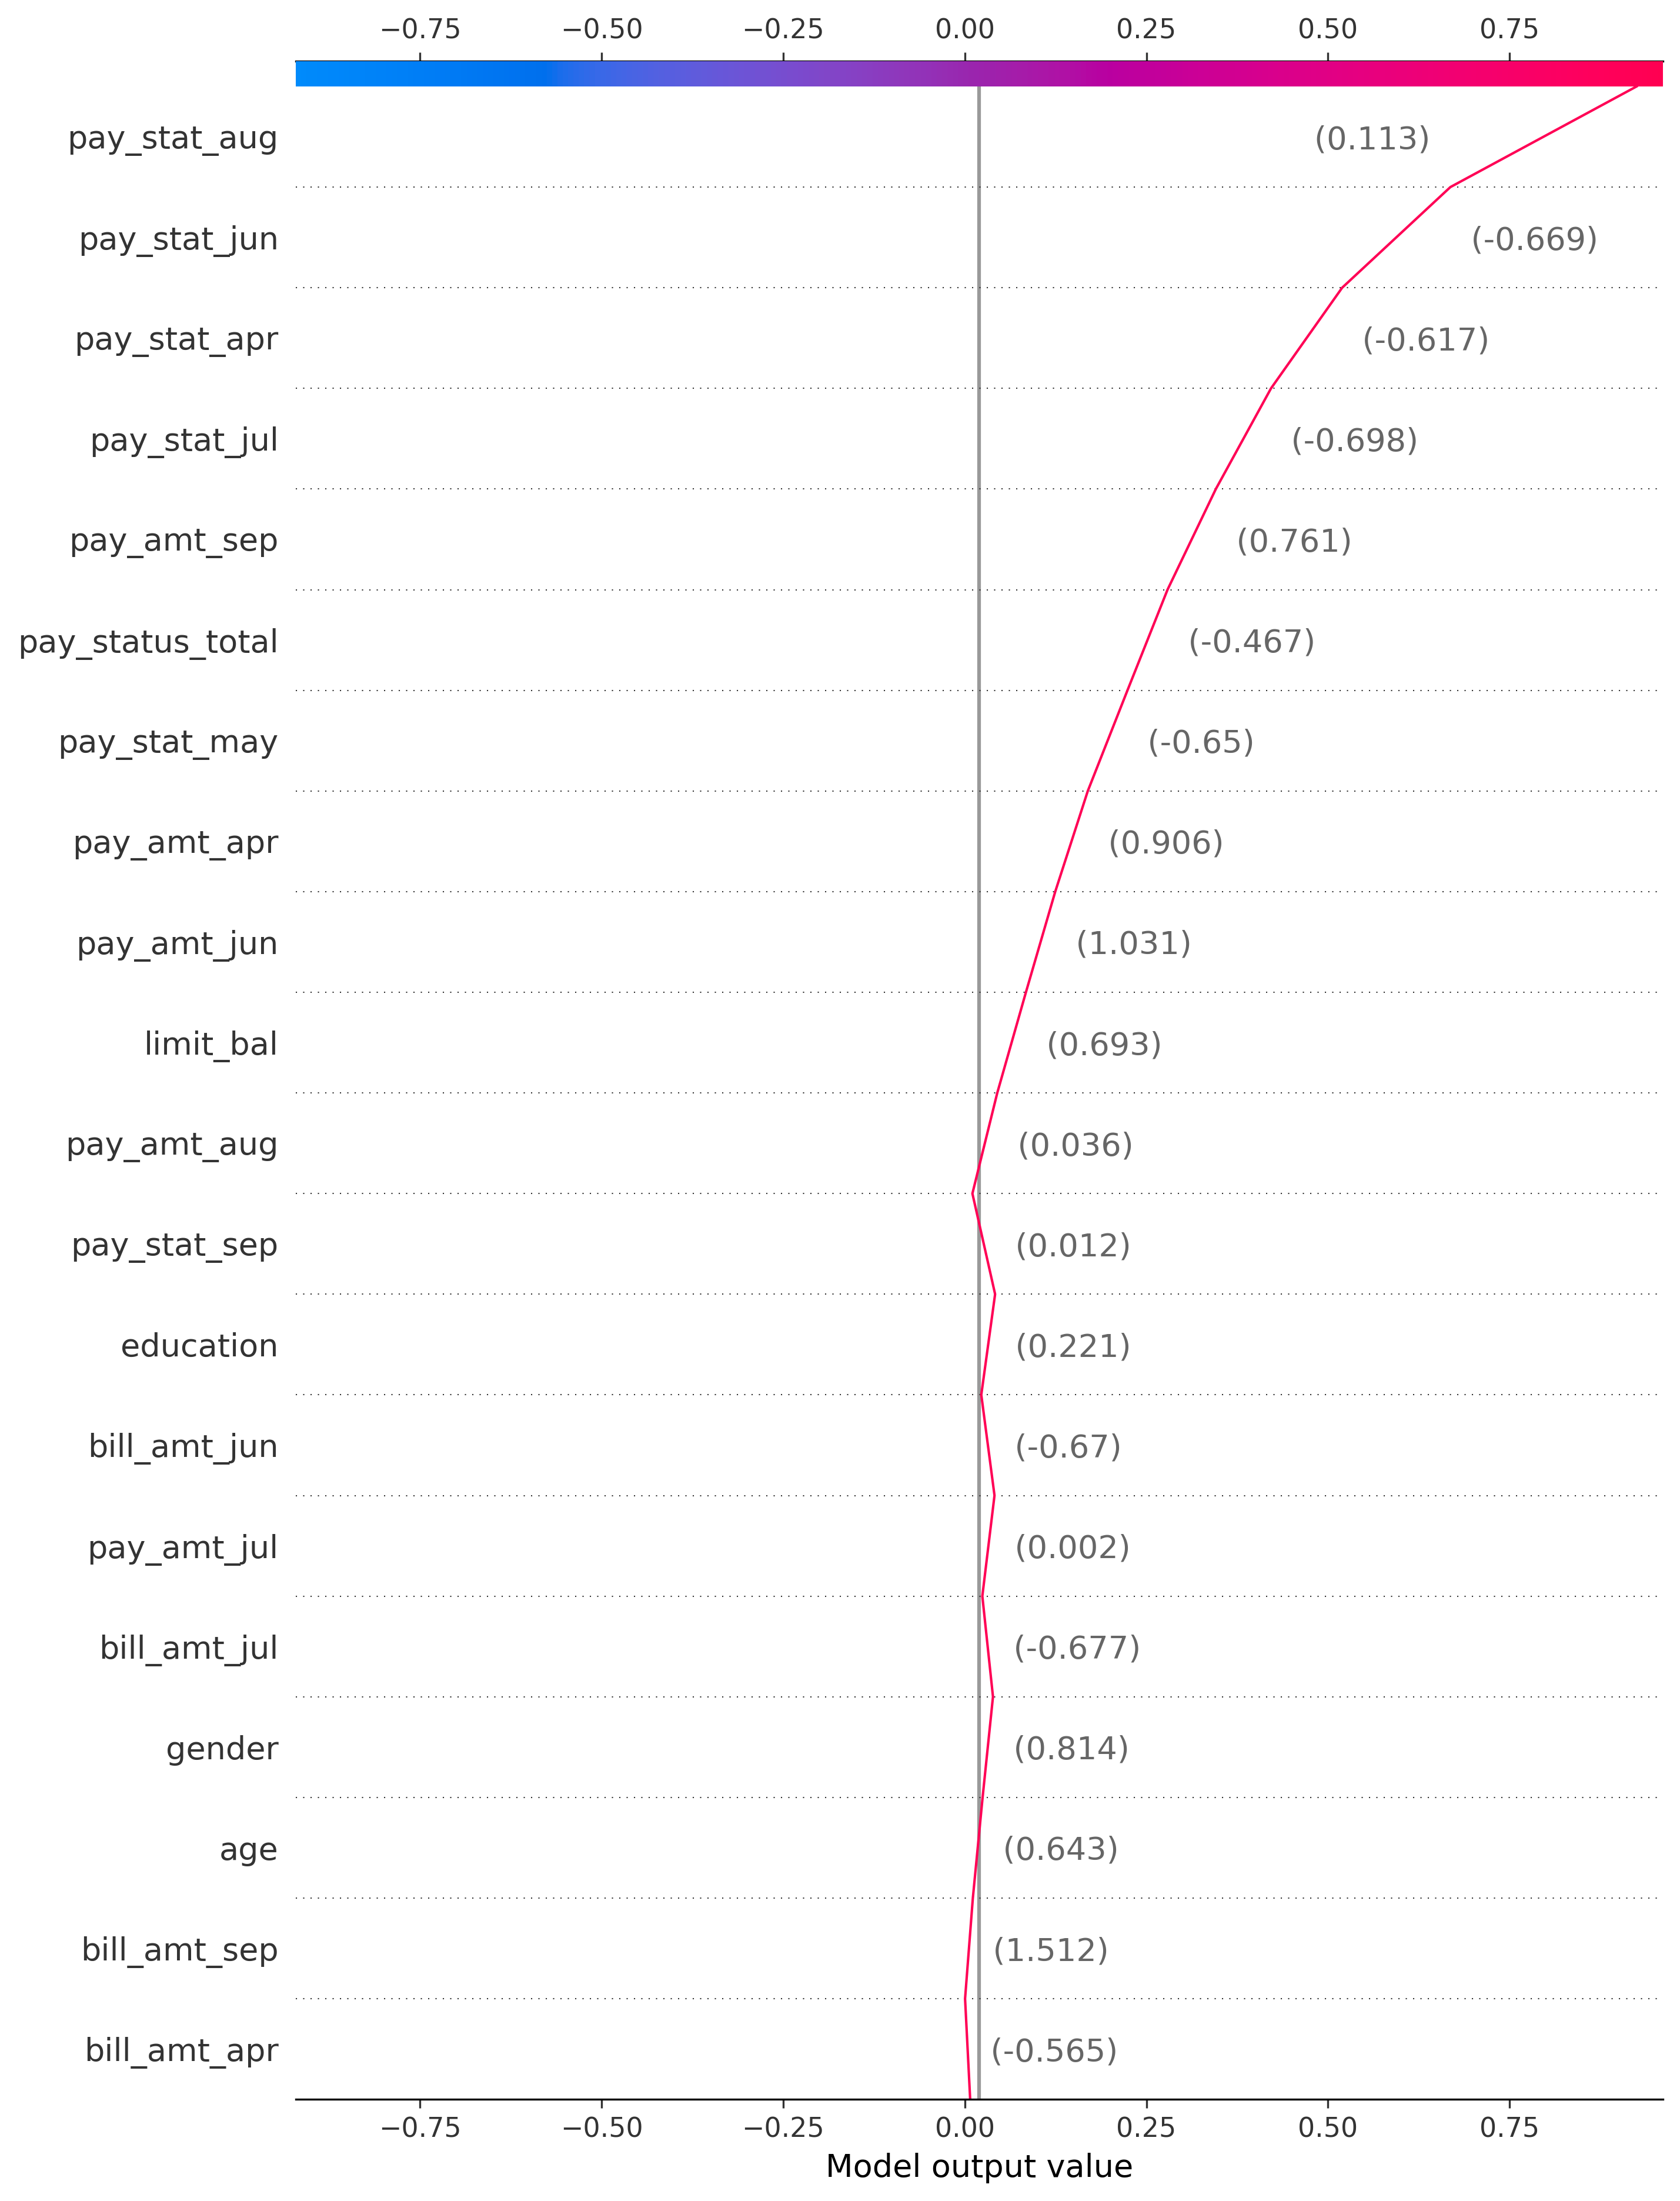 −0.75 −0.50 −0.25 0.00 0.25 0.50 0.75
pay_stat_aug (0.113)
pay_stat_jun (-0.669)
pay_stat_apr (-0.617)
pay_stat_jul (-0.698)
pay_amt_sep (0.761)
pay_status_total (-0.467)
pay_stat_may (-0.65)
pay_amt_apr (0.906)
pay_amt_jun (1.031)
limit_bal (0.693)
pay_amt_aug (0.036)
pay_stat_sep (0.012)
education (0.221)
bill_amt_jun (-0.67)
pay_amt_jul (0.002)
bill_amt_jul (-0.677)
gender (0.814)
age (0.643)
bill_amt_sep (1.512)
bill_amt_apr (-0.565)
−0.75 −0.50 −0.25 0.00 0.25 0.50 0.75
Model output value